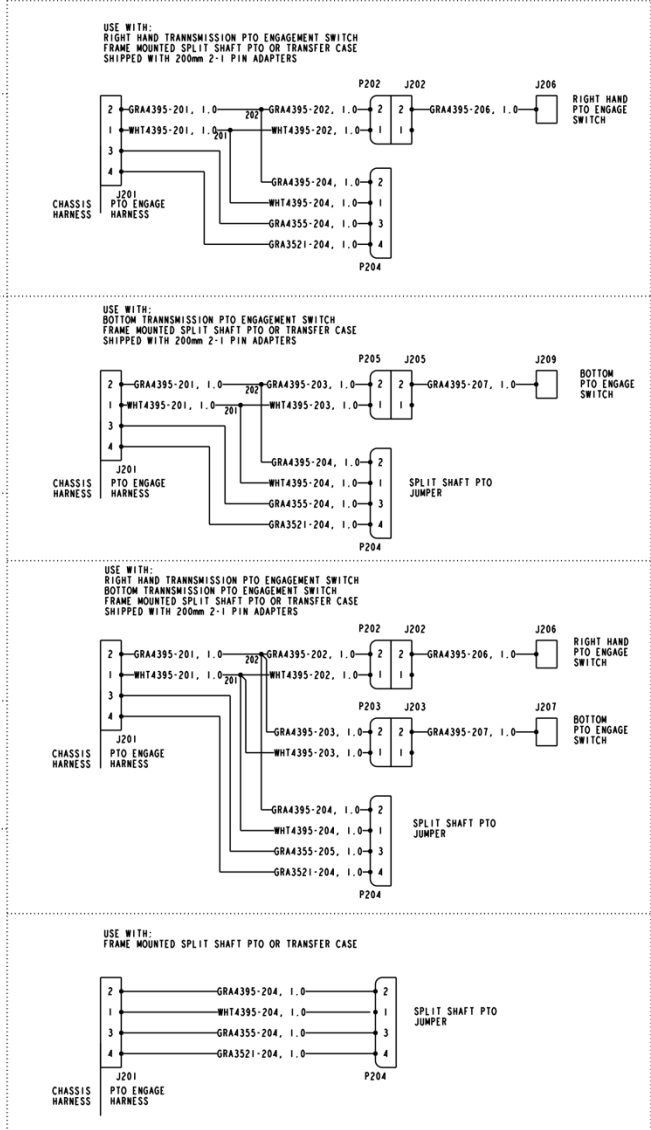 USE WITH:
RIGHT HAND TRANNSMISSION PTO ENGAGEMENT SWITCH
FRAME MOUNTED SPLIT SHAFT PTO OR TRANSFER CASE
SHIPPED WITH 200mm 2-1 PIN ADAPTERS
P202 J202 J206
2 GRA4395-201, 1.0 202 GRA4395-202, 1.0 2 2 GRA4395-206, 1.0 RIGHT HAND
PTO ENGAGE
SWITCH
1 WHT4395-201, 1.0 201 WHT4395-202, 1.0 1 1
3
4
GRA4395-204, 1.0 2
WHT4395-204, 1.0 1
GRA4355-204, 1.0 3
GRA3521-204, 1.0 4
J201
CHASSIS PTO ENGAGE
HARNESS HARNESS
P204
USE WITH:
BOTTOM TRANNSMISSION PTO ENGAGEMENT SWITCH
FRAME MOUNTED SPLIT SHAFT PTO OR TRANSFER CASE
SHIPPED WITH 200mm 2-1 PIN ADAPTERS
P205 J205 J209
2 GRA4395-201, 1.0 202 GRA4395-203, 1.0 2 2 GRA4395-207, 1.0 BOTTOM
PTO ENGAGE
SWITCH
1 WHT4395-201, 1.0 201 WHT4395-203, 1.0 1 1
3
4
GRA4395-204, 1.0 2
WHT4395-204, 1.0 1
GRA4355-204, 1.0 3
GRA3521-204, 1.0 4
SPLIT SHAFT PTO
JUMPER
J201
CHASSIS PTO ENGAGE
HARNESS HARNESS
P204
USE WITH:
RIGHT HAND TRANNSMISSION PTO ENGAGEMENT SWITCH
BOTTOM TRANNSMISSION PTO ENGAGEMENT SWITCH
FRAME MOUNTED SPLIT SHAFT PTO OR TRANSFER CASE
SHIPPED WITH 200mm 2-1 PIN ADAPTERS
P202 J202 J206
2 GRA4395-201, 1.0 202 GRA4395-202, 1.0 2 2 GRA4395-206, 1.0 RIGHT HAND
PTO ENGAGE
SWITCH
1 WHT4395-201, 1.0 201 WHT4395-202, 1.0 1 1
3
4
P203 J203 J207
GRA4395-203, 1.0 2 2 GRA4395-207, 1.0 BOTTOM
PTO ENGAGE
SWITCH
WHT4395-203, 1.0 1 1
J201
CHASSIS PTO ENGAGE
HARNESS HARNESS
GRA4395-204, 1.0 2
WHT4395-204, 1.0 1
GRA4355-205, 1.0 3
GRA3521-204, 1.0 4
SPLIT SHAFT PTO
JUMPER
P204
USE WITH:
FRAME MOUNTED SPLIT SHAFT PTO OR TRANSFER CASE
2 GRA4395-204, 1.0 2
1 WHT4395-204, 1.0 1
3 GRA4355-204, 1.0 3
4 GRA3521-204, 1.0 4
SPLIT SHAFT PTO
JUMPER
J201 P204
CHASSIS PTO ENGAGE
HARNESS HARNESS